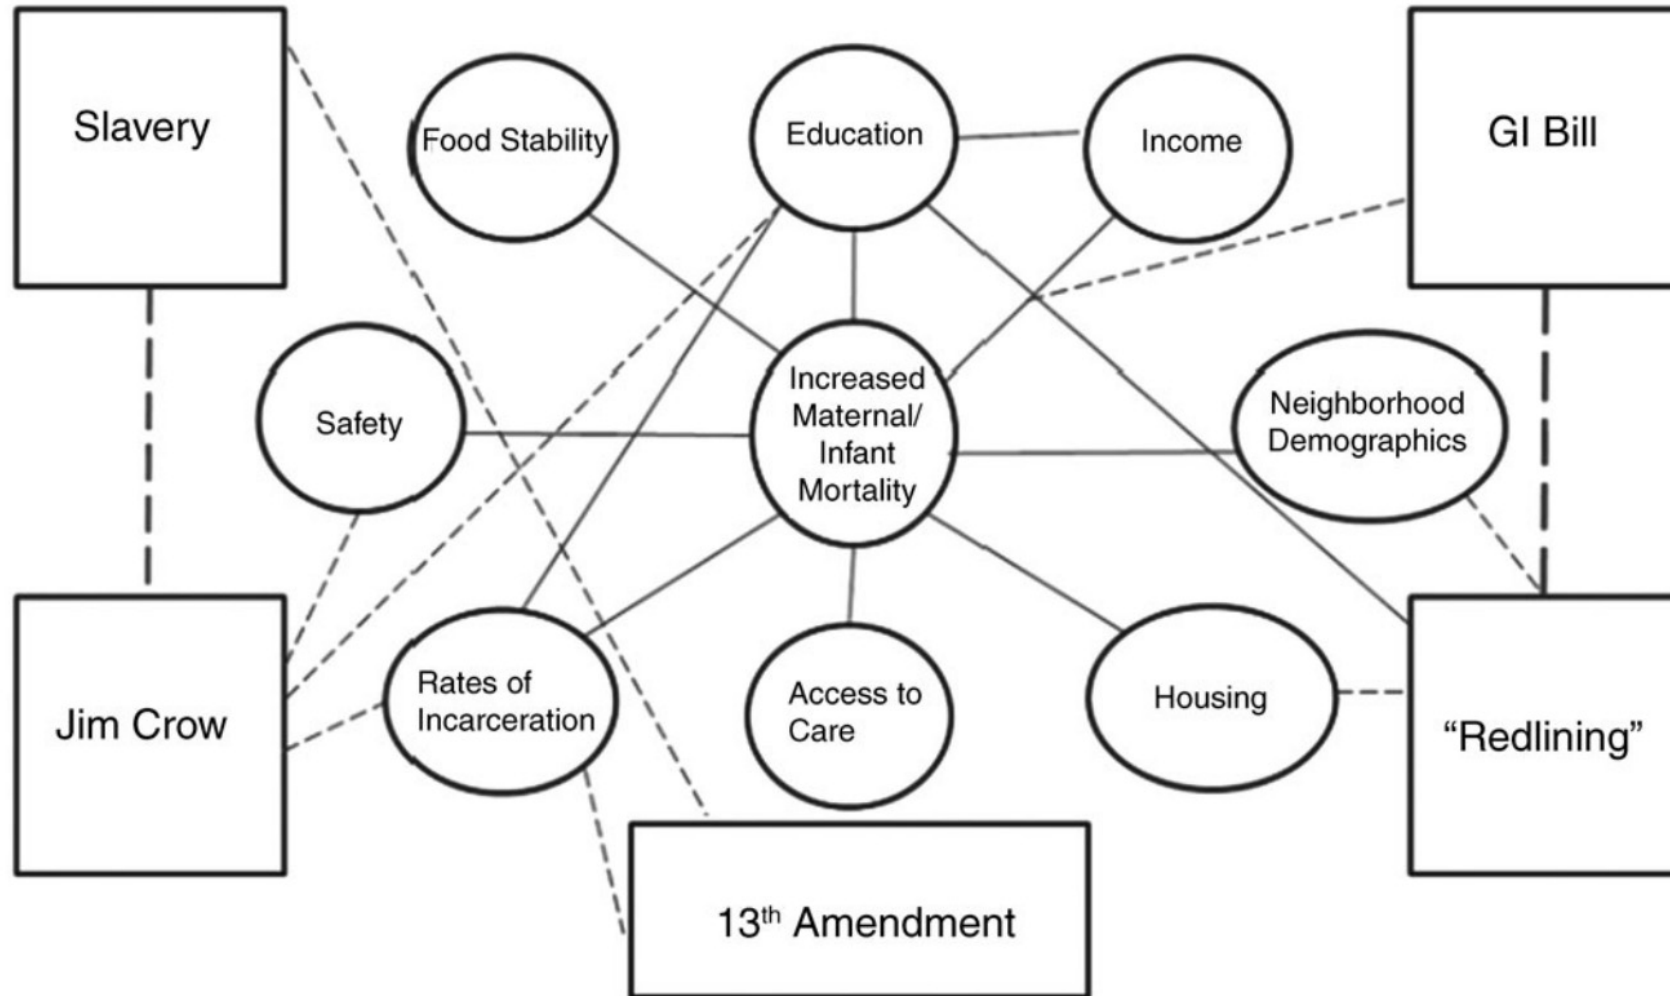 Slavery
Food Stability
Education
Income
GI Bill
Safety
Increased
Maternal/
Infant
Mortality
Neighborhood
Demographics
Jim Crow
Rates of
Incarceration
Access to
Care
Housing
“Redlining”
13th Amendment